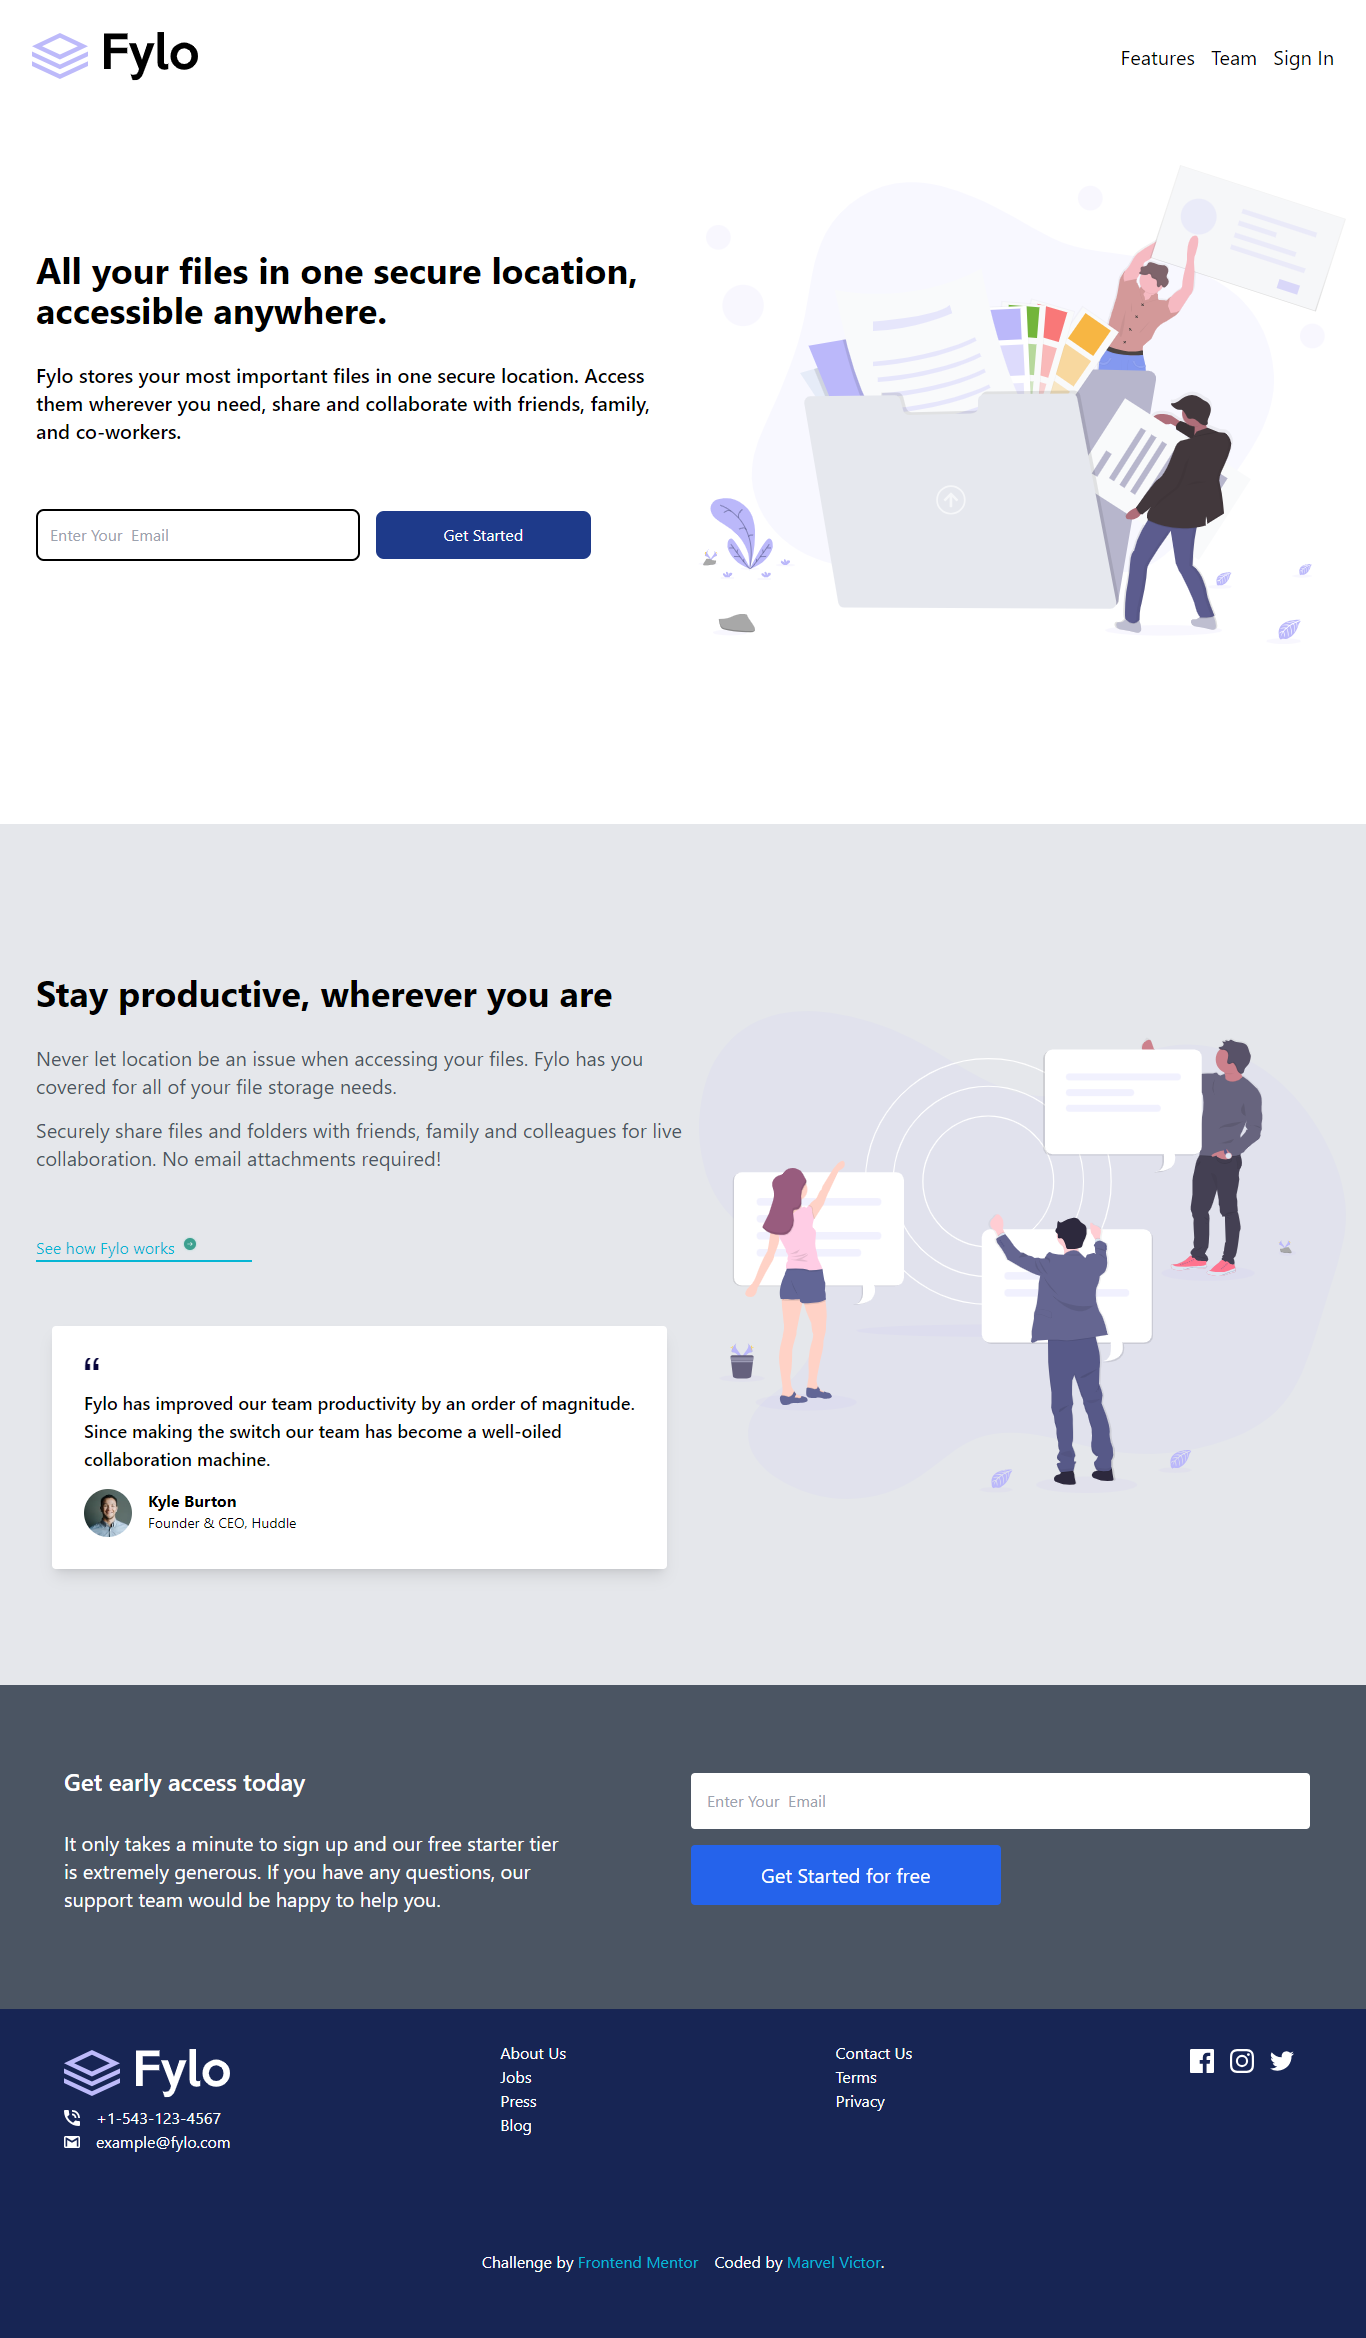 Fylo
Features Team Sign In
All your files in one secure location,
accessible anywhere.
Fylo stores your most important files in one secure location. Access
them wherever you need, share and collaborate with friends, family,
and co-workers.
Enter Your  Email
Get Started
Stay productive, wherever you are
Never let location be an issue when accessing your files. Fylo has you
covered for all of your file storage needs.
Securely share files and folders with friends, family and colleagues for live
collaboration. No email attachments required!
See how Fylo works
“
Fylo has improved our team productivity by an order of magnitude.
Since making the switch our team has become a well-oiled
collaboration machine.
Kyle Burton
Founder & CEO, Huddle
Get early access today
It only takes a minute to sign up and our free starter tier
is extremely generous. If you have any questions, our
support team would be happy to help you.
Enter Your  Email
Get Started for free
Fylo
+1-543-123-4567
example@fylo.com
About Us
Jobs
Press
Blog
Contact Us
Terms
Privacy
Challenge by Frontend Mentor Coded by Marvel Victor.